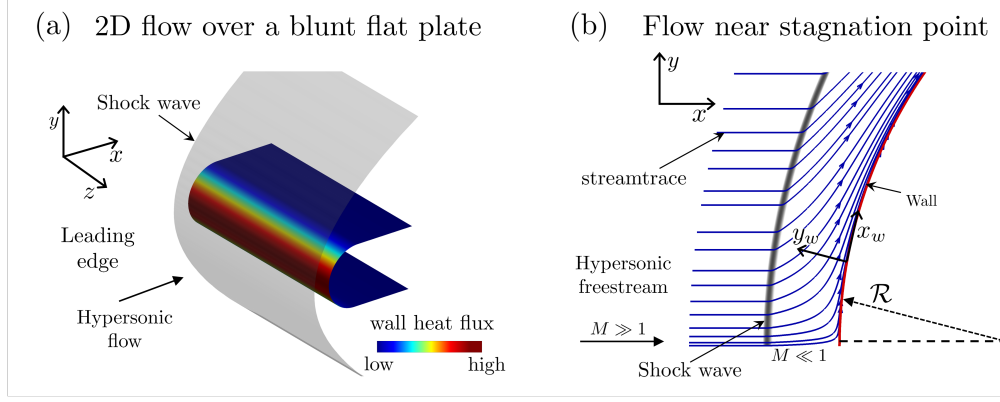 (a) 2D flow over a blunt flat plate
Shock wave
y
x
z
Leading
edge
Hypersonic
flow
wall heat flux
low high
(b) Flow near stagnation point
y
x
streamtrace
Wall
y_w
x_w
Hypersonic
freestream
ℛ
M ≫ 1
M ≪ 1
Shock wave